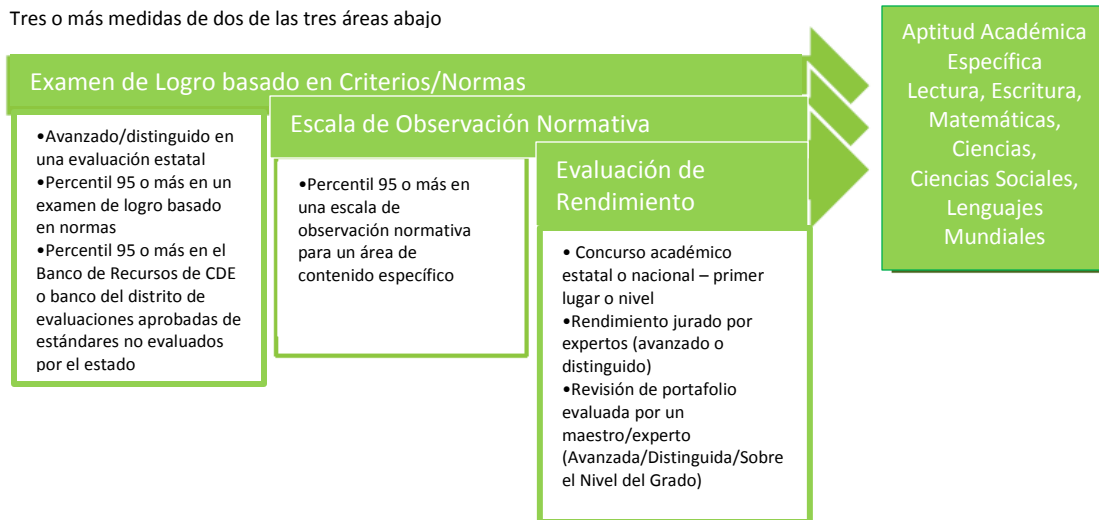 Tres o más medidas de dos de las tres áreas abajo
Examen de Logro basado en Criterios/Normas
•Avanzado/distinguido en
una evaluación estatal
•Percentil 95 o más en un
examen de logro basado
en normas
•Percentil 95 o más en el
Banco de Recursos de CDE
o banco del distrito de
evaluaciones aprobadas de
estándares no evaluados
por el estado
Escala de Observación Normativa
•Percentil 95 o más en
una escala de
observación normativa
para un área de
contenido específico
Evaluación de
Rendimiento
• Concurso académico
estatal o nacional – primer
lugar o nivel
•Rendimiento jurado por
expertos (avanzado o
distinguido)
•Revisión de portafolio
evaluada por un
maestro/experto
(Avanzada/Distinguida/Sobre
el Nivel del Grado)
Aptitud Académica
Específica
Lectura, Escritura,
Matemáticas,
Ciencias,
Ciencias Sociales,
Lenguajes
Mundiales